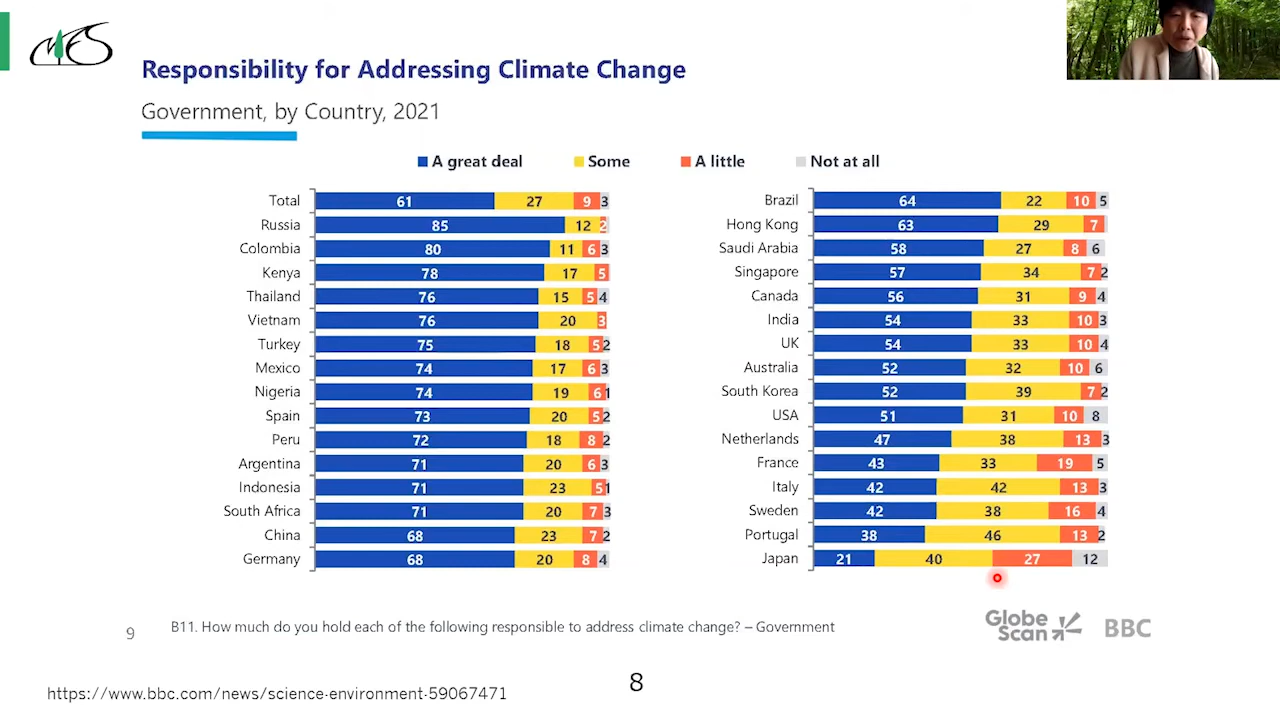 MES
Responsibility for Addressing Climate Change
Government, by Country, 2021
A great deal Some A little Not at all
Total 61 27 9 3
Russia 85 12 2
Colombia 80 11 6 3
Kenya 78 17 5
Thailand 76 15 5 4
Vietnam 76 20 3
Turkey 75 18 5 2
Mexico 74 17 6 3
Nigeria 74 19 6 1
Spain 73 20 5 2
Peru 72 18 8 2
Argentina 71 20 6 3
Indonesia 71 23 5 1
South Africa 71 20 7 3
China 68 23 7 2
Germany 68 20 8 4
Brazil 64 22 10 5
Hong Kong 63 29 7
Saudi Arabia 58 27 8 6
Singapore 57 34 7 2
Canada 56 31 9 4
India 54 33 10 3
UK 54 33 10 4
Australia 52 32 10 6
South Korea 52 39 7 2
USA 51 31 10 8
Netherlands 47 38 13 3
France 43 33 19 5
Italy 42 42 13 3
Sweden 42 38 16 4
Portugal 38 46 13 2
Japan 21 40 27 12
9
B11. How much do you hold each of the following responsible to address climate change? – Government
Globe
Scan
BBC
8
https://www.bbc.com/news/science-environment-59067471